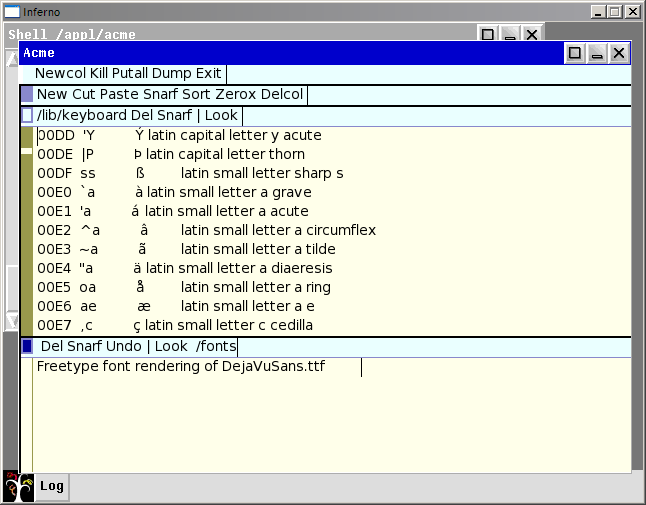 Inferno
Shell /appl/acme
Acme
Newcol Kill Putall Dump Exit
New Cut Paste Snarf Sort Zerox Delcol
/lib/keyboard Del Snarf | Look
00DD 'Y Ý latin capital letter y acute
00DE |P Þ latin capital letter thorn
00DF ss ß latin small letter sharp s
00E0 `a à latin small letter a grave
00E1 'a á latin small letter a acute
00E2 ^a â latin small letter a circumflex
00E3 ~a ã latin small letter a tilde
00E4 "a ä latin small letter a diaeresis
00E5 oa å latin small letter a ring
00E6 ae æ latin small letter a e
00E7 ,c ç latin small letter c cedilla
Del Snarf Undo | Look /fonts
Freetype font rendering of DejaVuSans.ttf
Log